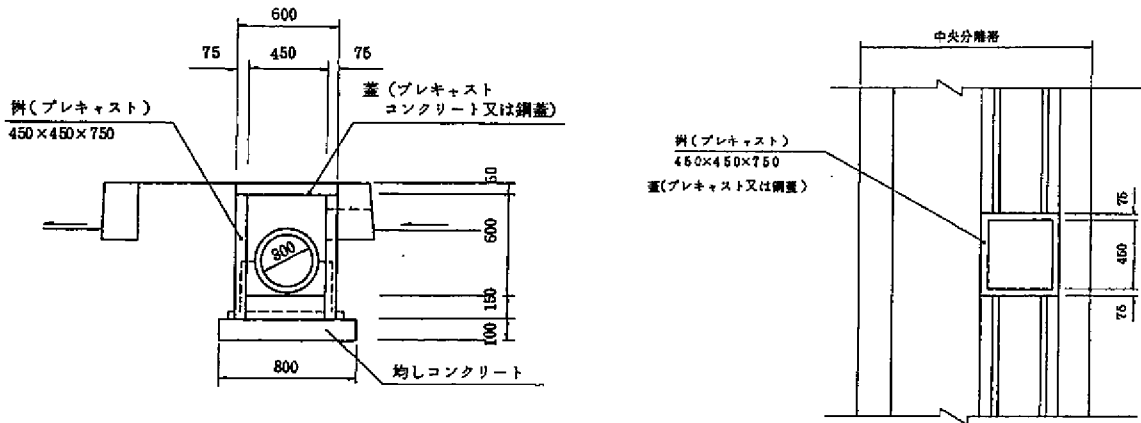 600
75 450 75
蓋（プレキャスト
コンクリート又は鋼蓋）
桝（プレキャスト）
450×450×750
50
600
150
100
300
800
均しコンクリート
中央分離帯
桝（プレキャスト）
450×450×750
蓋（プレキャスト又は鋼蓋）
75
450
75